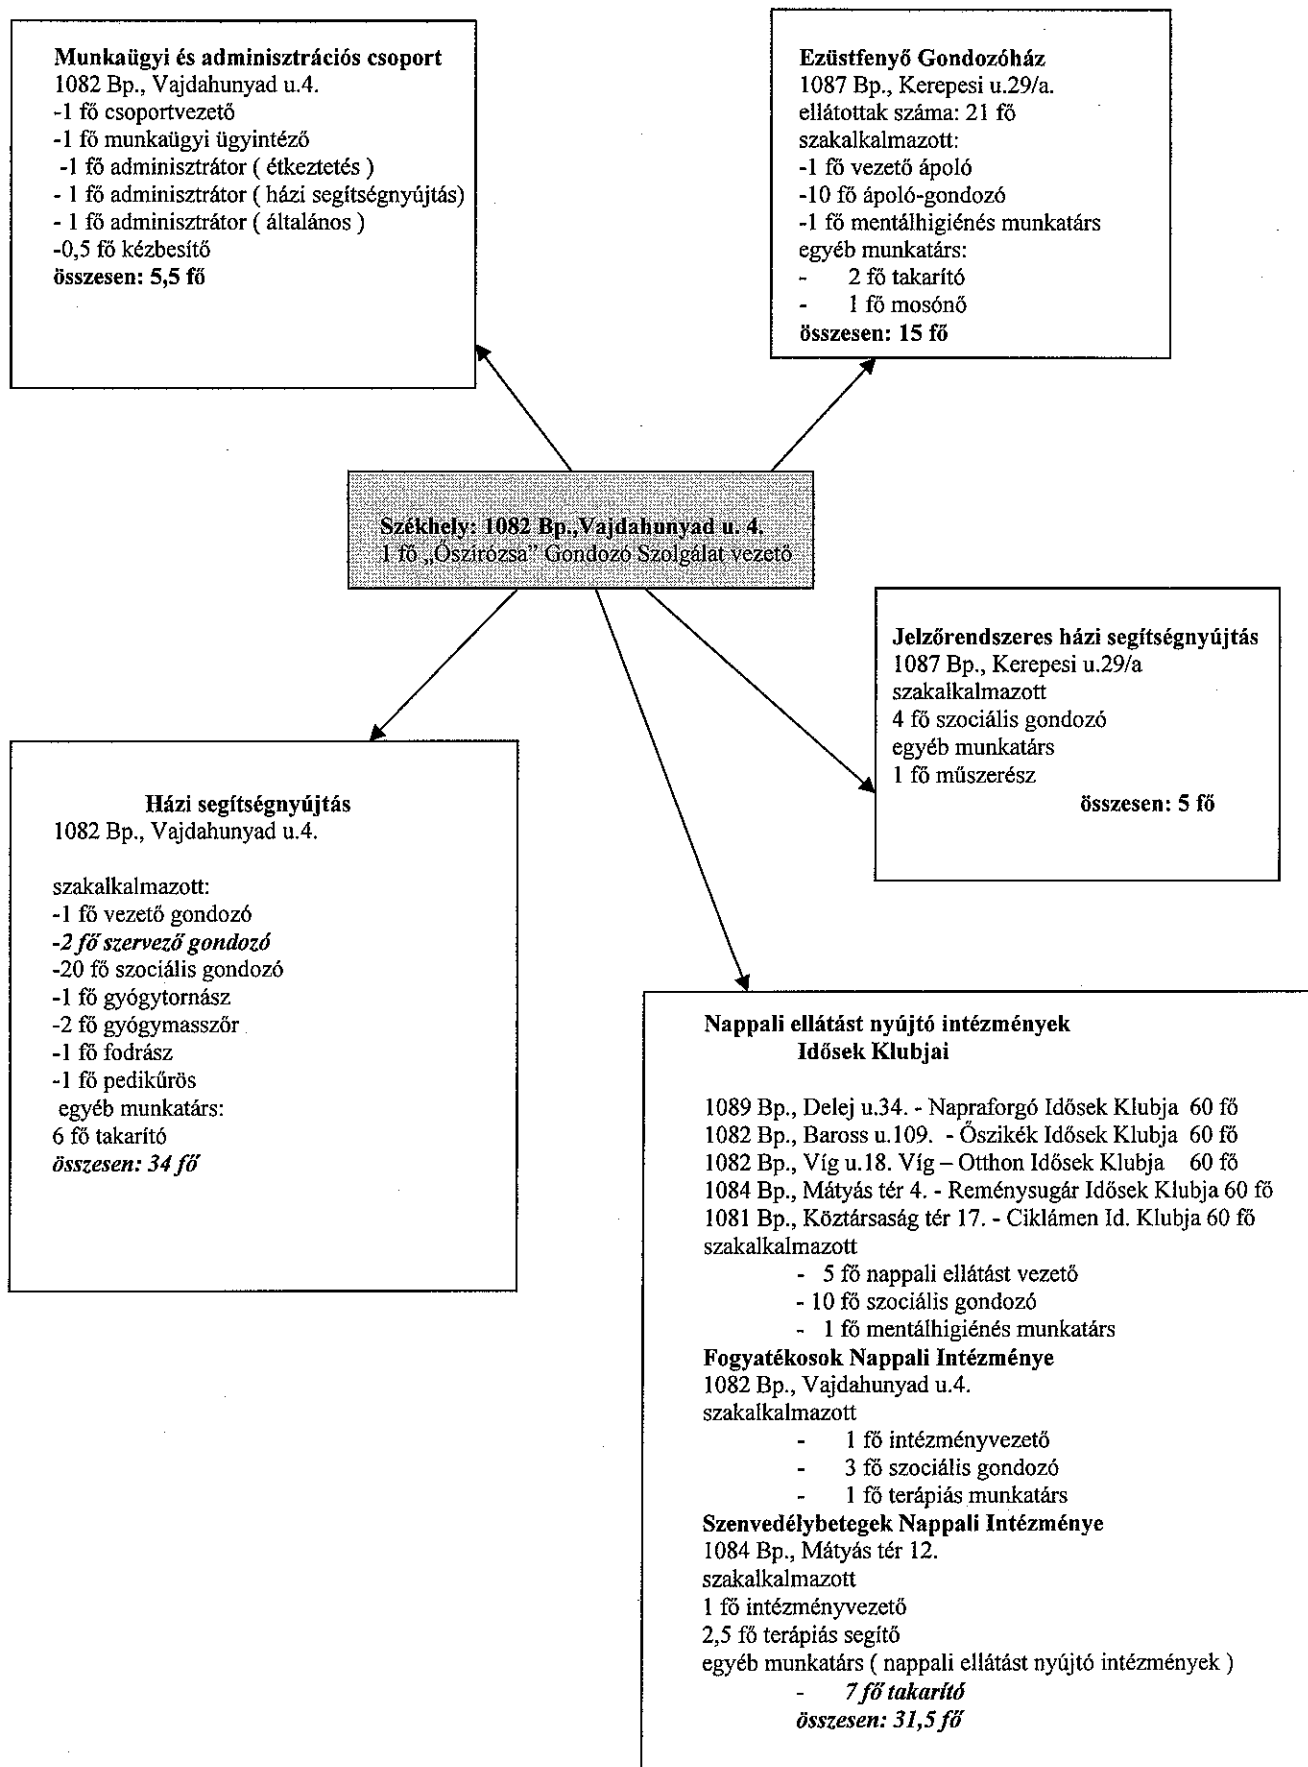 Munkaügyi és adminisztrációs csoport
1082 Bp., Vajdahunyad u.4.
-1 fő csoportvezető
-1 fő munkaügyi ügyintéző
-1 fő adminisztrátor ( étkeztetés )
- 1 fő adminisztrátor ( házi segítségnyújtás)
- 1 fő adminisztrátor ( általános )
-0,5 fő kézbesítő
összesen: 5,5 fő
Ezüstfenyő Gondozóház
1087 Bp., Kerepesi u.29/a.
ellátottak száma: 21 fő
szakalkalmazott:
-1 fő vezető ápoló
-10 fő ápoló-gondozó
-1 fő mentálhigiénés munkatárs
egyéb munkatárs:
- 2 fő takarító
- 1 fő mosónő
összesen: 15 fő
Székhely: 1082 Bp.,Vajdahunyad u. 4.
1 fő „Őszirózsa” Gondozó Szolgálat vezető
Jelzőrendszeres házi segítségnyújtás
1087 Bp., Kerepesi u.29/a
szakalkalmazott
4 fő szociális gondozó
egyéb munkatárs
1 fő műszerész
összesen: 5 fő
Házi segítségnyújtás
1082 Bp., Vajdahunyad u.4.
szakalkalmazott:
-1 fő vezető gondozó
-2 fő szervező gondozó
-20 fő szociális gondozó
-1 fő gyógytornász
-2 fő gyógymasszőr
-1 fő fodrász
-1 fő pedikűrös
egyéb munkatárs:
6 fő takarító
összesen: 34 fő
Nappali ellátást nyújtó intézmények
Idősek Klubjai
1089 Bp., Delej u.34. - Napraforgó Idősek Klubja 60 fő
1082 Bp., Baross u.109. - Őszikék Idősek Klubja 60 fő
1082 Bp., Víg u.18. Víg – Otthon Idősek Klubja 60 fő
1084 Bp., Mátyás tér 4. - Reménysugár Idősek Klubja 60 fő
1081 Bp., Köztársaság tér 17. - Ciklámen Id. Klubja 60 fő
szakalkalmazott
- 5 fő nappali ellátást vezető
- 10 fő szociális gondozó
- 1 fő mentálhigiénés munkatárs
Fogyatékosok Nappali Intézménye
1082 Bp., Vajdahunyad u.4.
szakalkalmazott
- 1 fő intézményvezető
- 3 fő szociális gondozó
- 1 fő terápiás munkatárs
Szenvedélybetegek Nappali Intézménye
1084 Bp., Mátyás tér 12.
szakalkalmazott
1 fő intézményvezető
2,5 fő terápiás segítő
egyéb munkatárs ( nappali ellátást nyújtó intézmények )
- 7 fő takarító
összesen: 31,5 fő